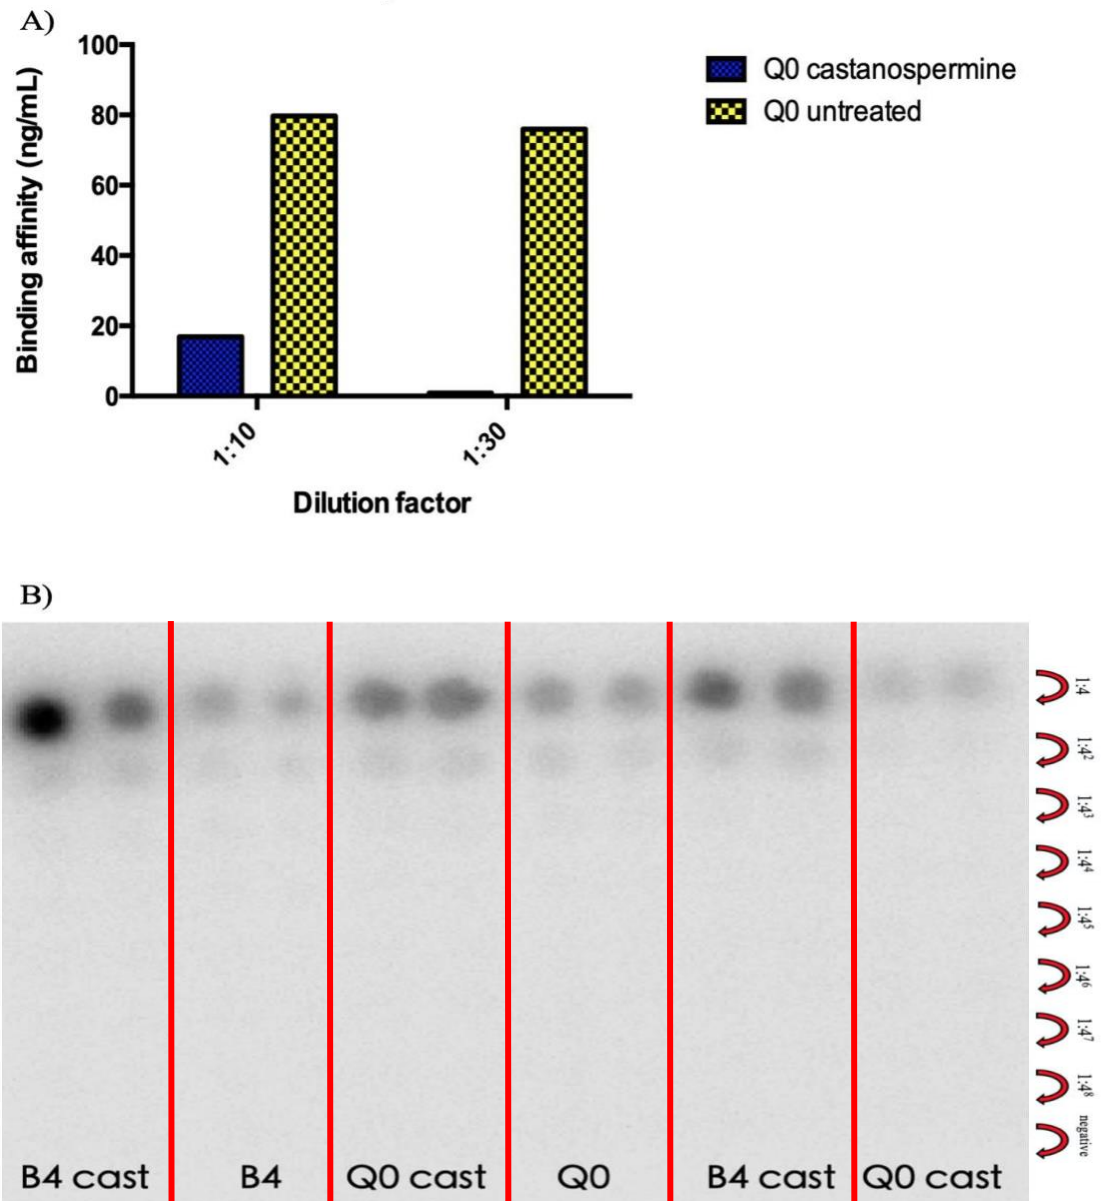 A)
Binding affinity (ng/mL)
100
80
60
40
20
0
1:10
1:30
Dilution factor
Q0 castanospermine
Q0 untreated
B)
1:4
1:4²
1:4³
1:4⁴
1:4⁵
1:4⁶
1:4⁷
1:4⁸
negative
B4 cast
B4
Q0 cast
Q0
B4 cast
Q0 cast